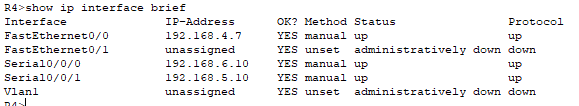 R4>show ip interface brief
Interface IP-Address OK? Method Status Protocol
FastEthernet0/0 192.168.4.7 YES manual up up
FastEthernet0/1 unassigned YES unset administratively down down
Serial0/0/0 192.168.6.10 YES manual up up
Serial0/0/1 192.168.5.10 YES manual up up
Vlan1 unassigned YES unset administratively down down
R4>